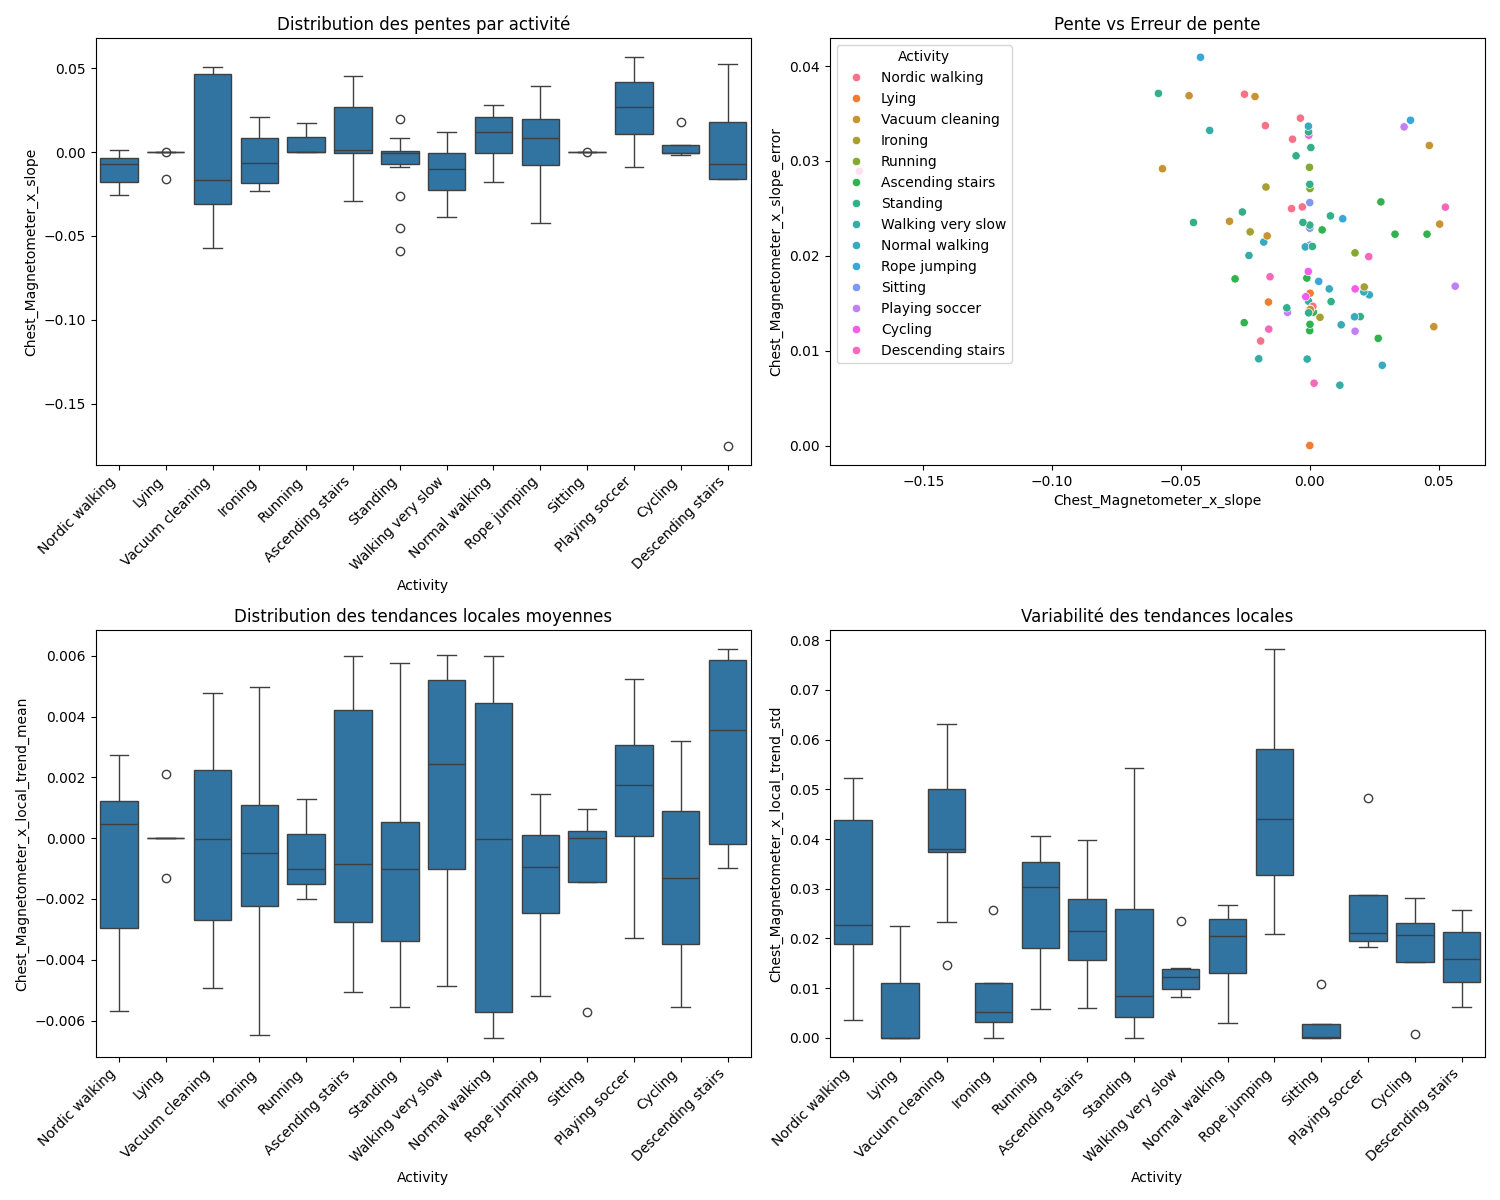 Distribution des pentes par activité
Chest_Magnetometer_x_slope
0.05
0.00
−0.05
−0.10
−0.15
Nordic walking
Lying
Vacuum cleaning
Ironing
Running
Ascending stairs
Standing
Walking very slow
Normal walking
Rope jumping
Sitting
Playing soccer
Cycling
Descending stairs
Activity
Pente vs Erreur de pente
Chest_Magnetometer_x_slope_error
0.04
0.03
0.02
0.01
0.00
Activity
Nordic walking
Lying
Vacuum cleaning
Ironing
Running
Ascending stairs
Standing
Walking very slow
Normal walking
Rope jumping
Sitting
Playing soccer
Cycling
Descending stairs
−0.15
−0.10
−0.05
0.00
0.05
Chest_Magnetometer_x_slope
Distribution des tendances locales moyennes
Chest_Magnetometer_x_local_trend_mean
0.006
0.004
0.002
0.000
−0.002
−0.004
−0.006
Nordic walking
Lying
Vacuum cleaning
Ironing
Running
Ascending stairs
Standing
Walking very slow
Normal walking
Rope jumping
Sitting
Playing soccer
Cycling
Descending stairs
Activity
Variabilité des tendances locales
Chest_Magnetometer_x_local_trend_std
0.08
0.07
0.06
0.05
0.04
0.03
0.02
0.01
0.00
Nordic walking
Lying
Vacuum cleaning
Ironing
Running
Ascending stairs
Standing
Walking very slow
Normal walking
Rope jumping
Sitting
Playing soccer
Cycling
Descending stairs
Activity